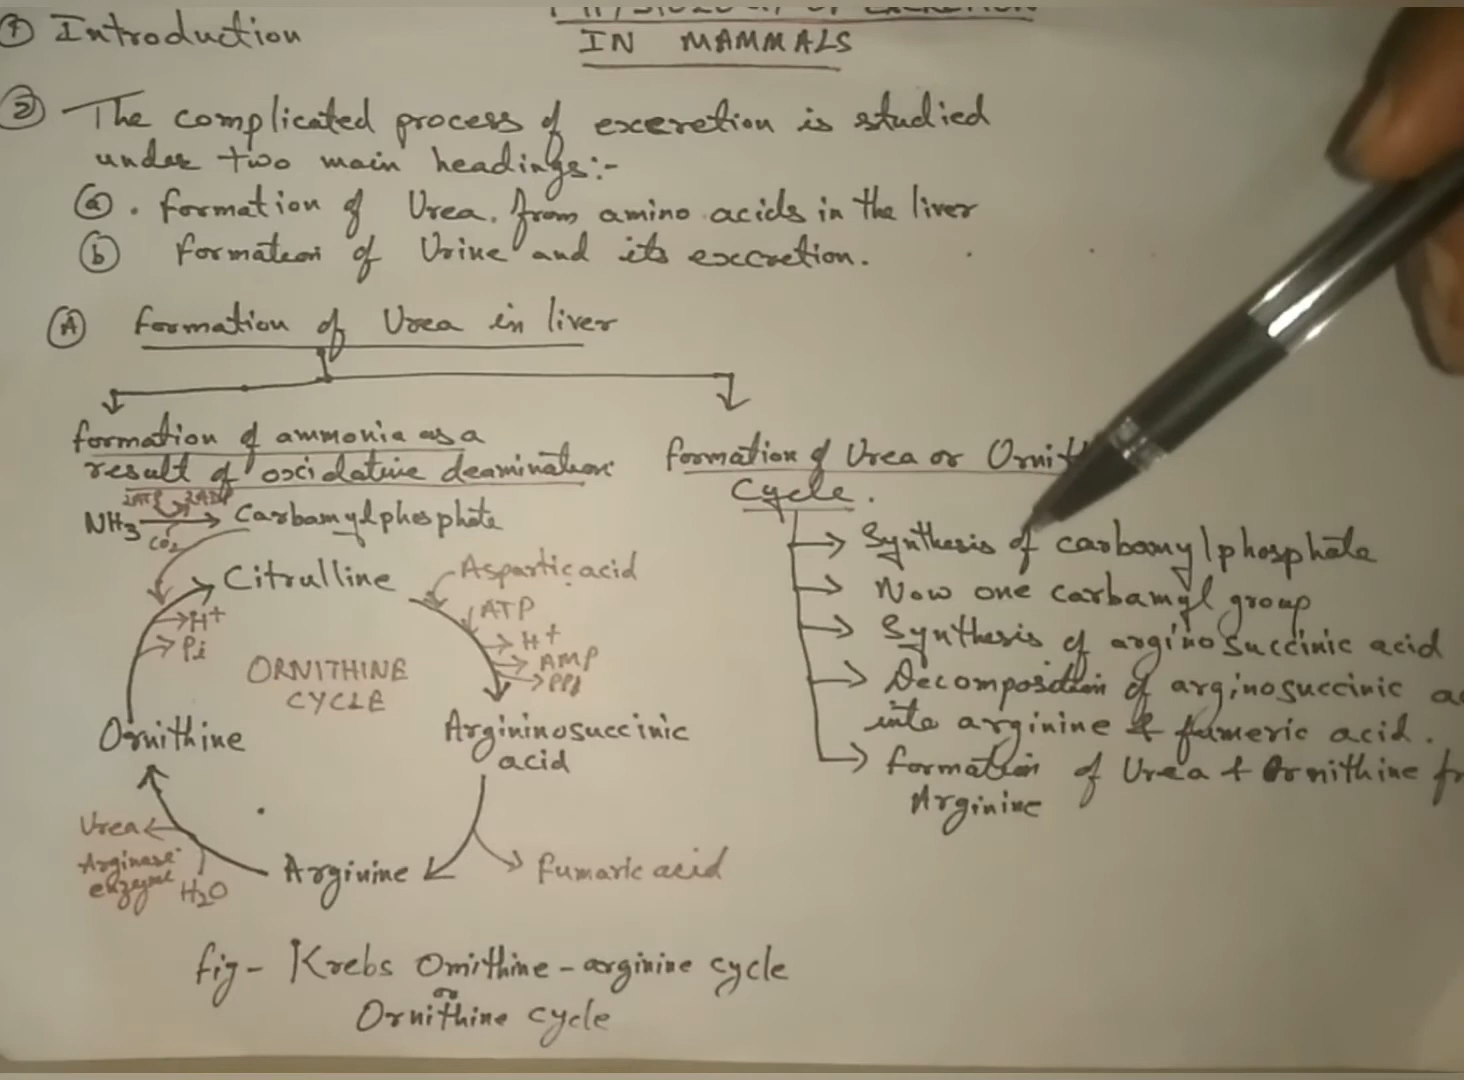 ① Introduction
IN MAMMALS
② The complicated process of exceretion is studied
under two main headings:-
ⓐ. formation of Urea. from amino acids in the liver
ⓑ formation of Urine and its excretion.
Ⓐ formation of Urea in liver
formation of ammonia as a
result of oxidative deamination
2ATP 2ADP
NH3 → Carbamylphosphate
CO2
Citrulline
Aspartic acid
ATP
H+
H+
Pi
AMP
PPi
ORNITHINE
CYCLE
Ornithine
Argininosuccinic
acid
Urea
Arginase
enzyme
H2O
Arginine
fumaric acid
fig- Krebs Ornithine - arginine cycle
or
Ornithine cycle
formation of Urea or Ornit
Cycle.
→ Synthesis of carbamylphosphate
→ Now one carbamyl group
→ Synthesis of arginosuccinic acid
→ Decomposition of arginosuccinic
into arginine & fumeric acid.
→ formation of Urea & Ornithine
Arginine